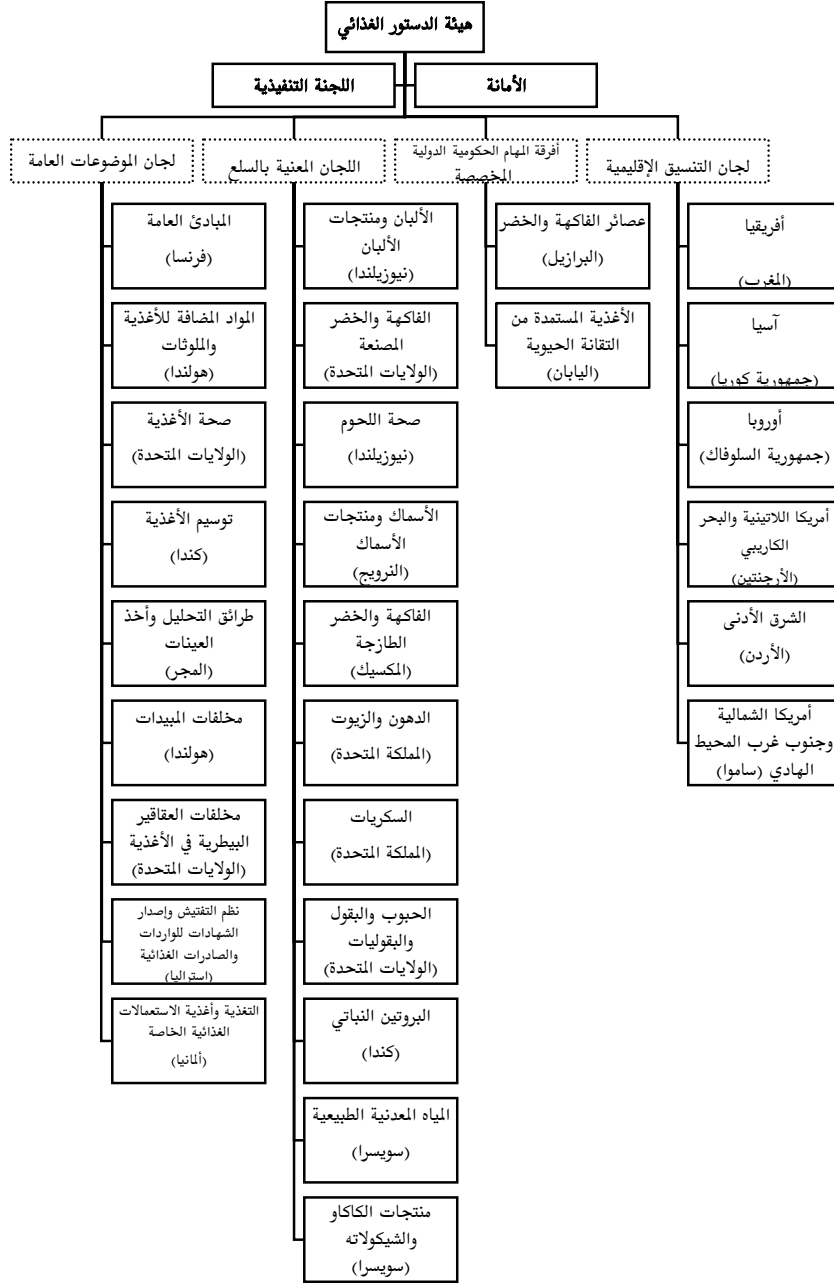 هيئة الدستور الغذائي
الأمانة
اللجنة التنفيذية
لجان التنسيق الإقليمية
أفرقة المهام الحكومية الدولية
المخصصة
اللجان المعنية بالسلع
لجان الموضوعات العامة
أفريقيا
(المغرب)
آسيا
(جمهورية كوريا)
أوروبا
(جمهورية السلوفاك)
أمريكا اللاتينية والبحر
الكاريبي
(الأرجنتين)
الشرق الأدنى
(الأردن)
أمريكا الشمالية
وجنوب غرب المحيط
الهادي (ساموا)
عصائر الفاكهة والخضر
(البرازيل)
الأغذية المستمدة من
التقانة الحيوية
(اليابان)
الألبان ومنتجات
الألبان
(نيوزيلندا)
الفاكهة والخضر
المصنعة
(الولايات المتحدة)
صحة اللحوم
(نيوزيلندا)
الأسماك ومنتجات
الأسماك
(النرويج)
الفاكهة والخضر
الطازجة
(المكسيك)
الدهون والزيوت
(المملكة المتحدة)
السكريات
(المملكة المتحدة)
الحبوب والبقول
والبقوليات
(الولايات المتحدة)
البروتين النباتي
(كندا)
المياه المعدنية الطبيعية
(سويسرا)
منتجات الكاكاو
والشيكولاته
(سويسرا)
المبادئ العامة
(فرنسا)
المواد المضافة للأغذية
والملوثات
(هولندا)
صحة الأغذية
(الولايات المتحدة)
توسيم الأغذية
(كندا)
طرائق التحليل وأخذ
العينات
(المجر)
مخلفات المبيدات
(هولندا)
مخلفات العقاقير
البيطرية في الأغذية
(الولايات المتحدة)
نظم التفتيش وإصدار
الشهادات للواردات
والصادرات الغذائية
(استراليا)
التغذية وأغذية الاستعمالات
الغذائية الخاصة
(ألمانيا)